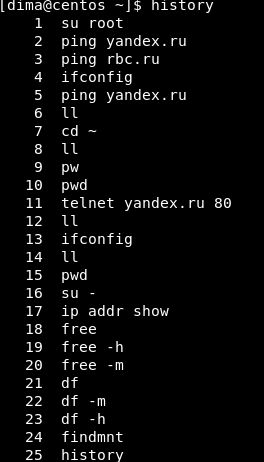 [dima@centos ~]$ history
1 su root
2 ping yandex.ru
3 ping rbc.ru
4 ifconfig
5 ping yandex.ru
6 ll
7 cd ~
8 ll
9 pw
10 pwd
11 telnet yandex.ru 80
12 ll
13 ifconfig
14 ll
15 pwd
16 su -
17 ip addr show
18 free
19 free -h
20 free -m
21 df
22 df -m
23 df -h
24 findmnt
25 history